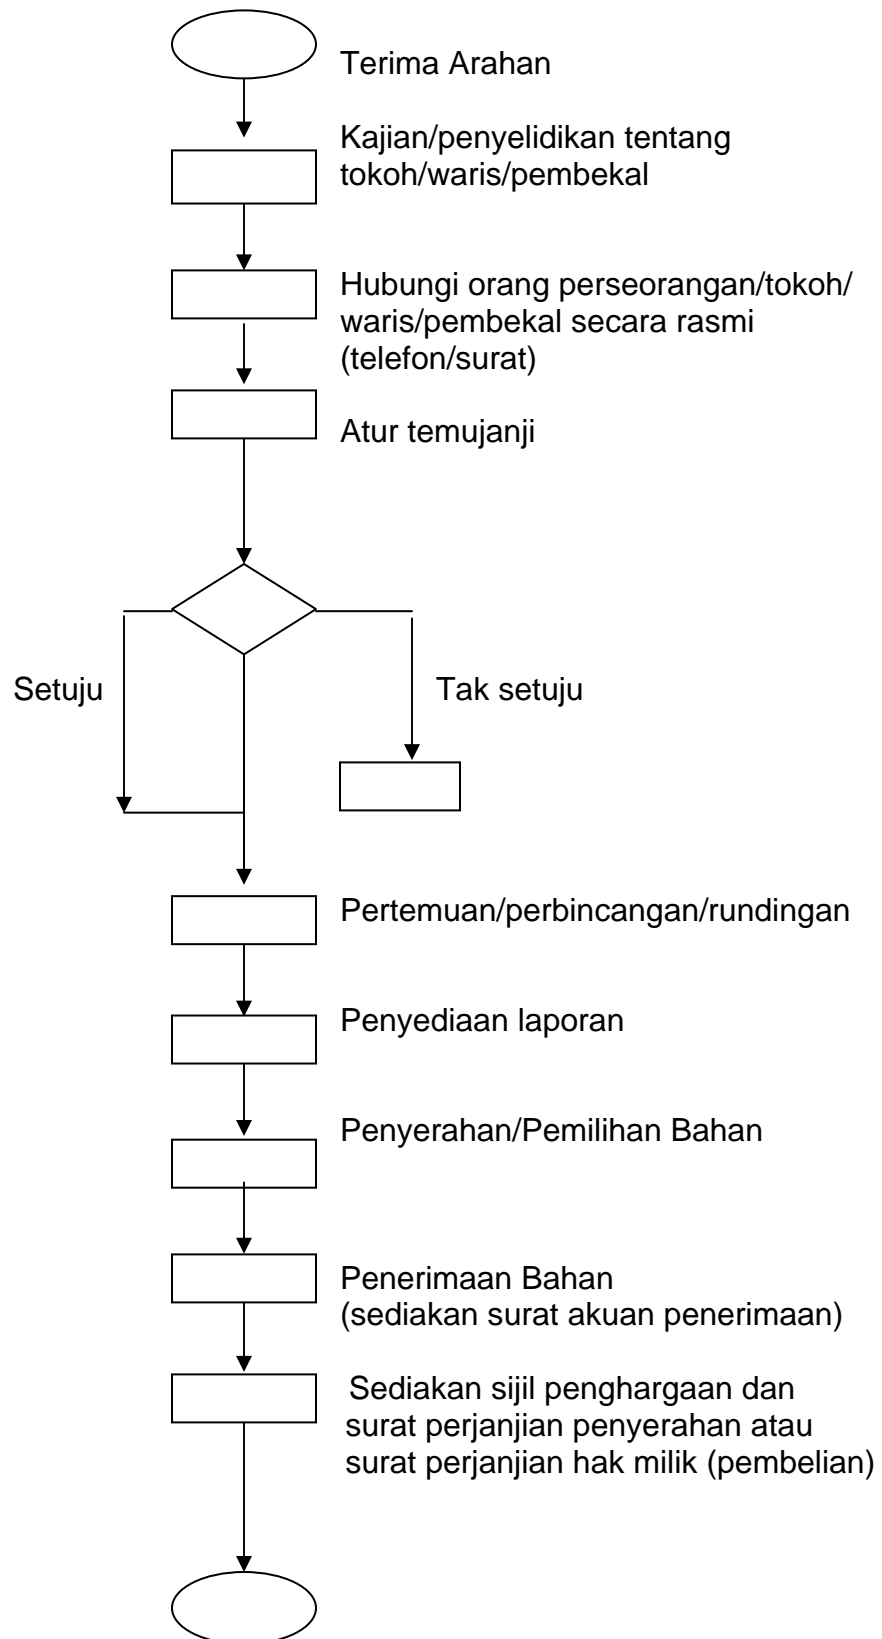 Terima Arahan
Kajian/penyelidikan tentang
tokoh/waris/pembekal
Hubungi orang perseorangan/tokoh/
waris/pembekal secara rasmi
(telefon/surat)
Atur temujanji
Setuju
Tak setuju
Pertemuan/perbincangan/rundingan
Penyediaan laporan
Penyerahan/Pemilihan Bahan
Penerimaan Bahan
(sediakan surat akuan penerimaan)
Sediakan sijil penghargaan dan
surat perjanjian penyerahan atau
surat perjanjian hak milik (pembelian)